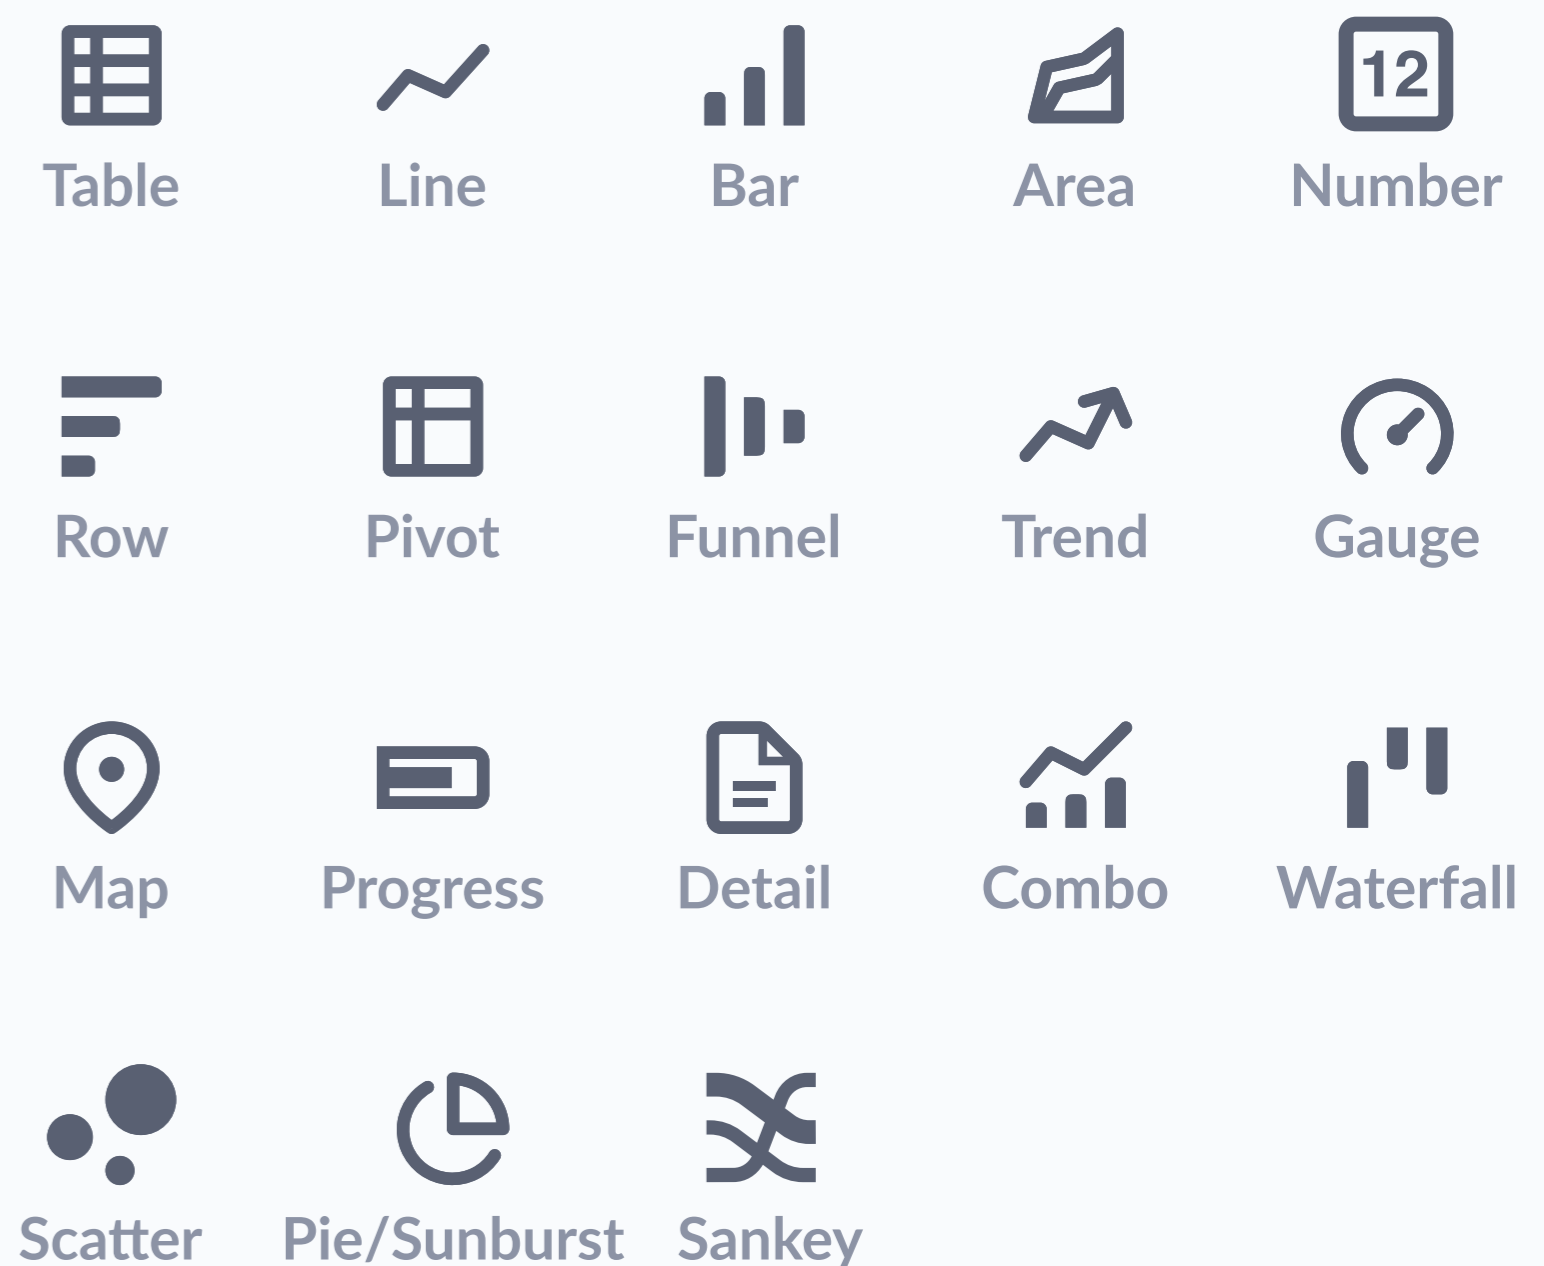 12
Table Line Bar Area Number
Row Pivot Funnel Trend Gauge
Map Progress Detail Combo Waterfall
Scatter Pie/Sunburst Sankey